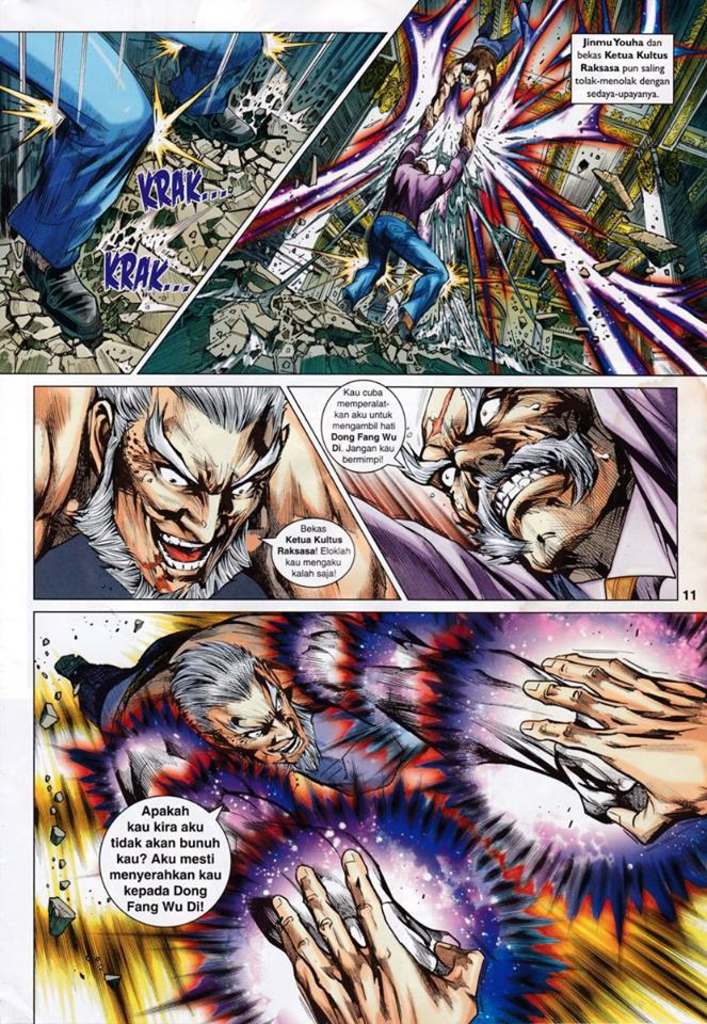 Jinmu Youha dan
bekas Ketua Kultus
Raksasa pun saling
tolak-menolak dengan
sedaya-upayanya.
KRAK...
KRAK...
Bekas
Ketua Kultus
Raksasa! Eloklah
kau mengaku
kalah saja!
Kau cuba
memperalat-
kan aku untuk
mengambil hati
Dong Fang Wu
Di. Jangan kau
bermimpi!
11
Apakah
kau kira aku
tidak akan bunuh
kau? Aku mesti
menyerahkan kau
kepada Dong
Fang Wu Di!